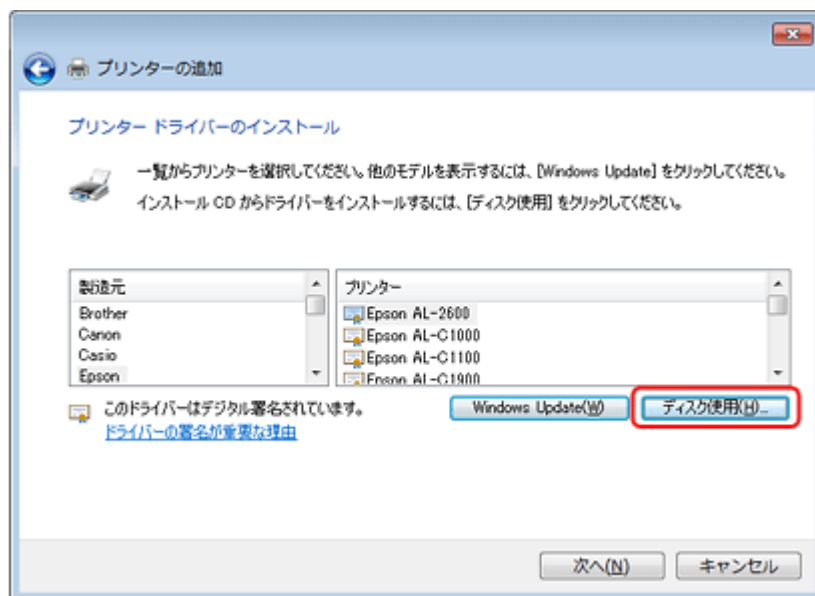 プリンターの追加
プリンター ドライバーのインストール
一覧からプリンターを選択してください。他のモデルを表示するには、[Windows Update] をクリックしてください。
インストール CD からドライバーをインストールするには、[ディスク使用] をクリックしてください。
製造元
プリンター
Brother
Canon
Casio
Epson
Epson AL-2600
Epson AL-C1000
Epson AL-C1100
Epson AL-C1900
このドライバーはデジタル署名されています。
ドライバーの署名が重要な理由
Windows Update(W)
ディスク使用(H)...
次へ(N)
キャンセル